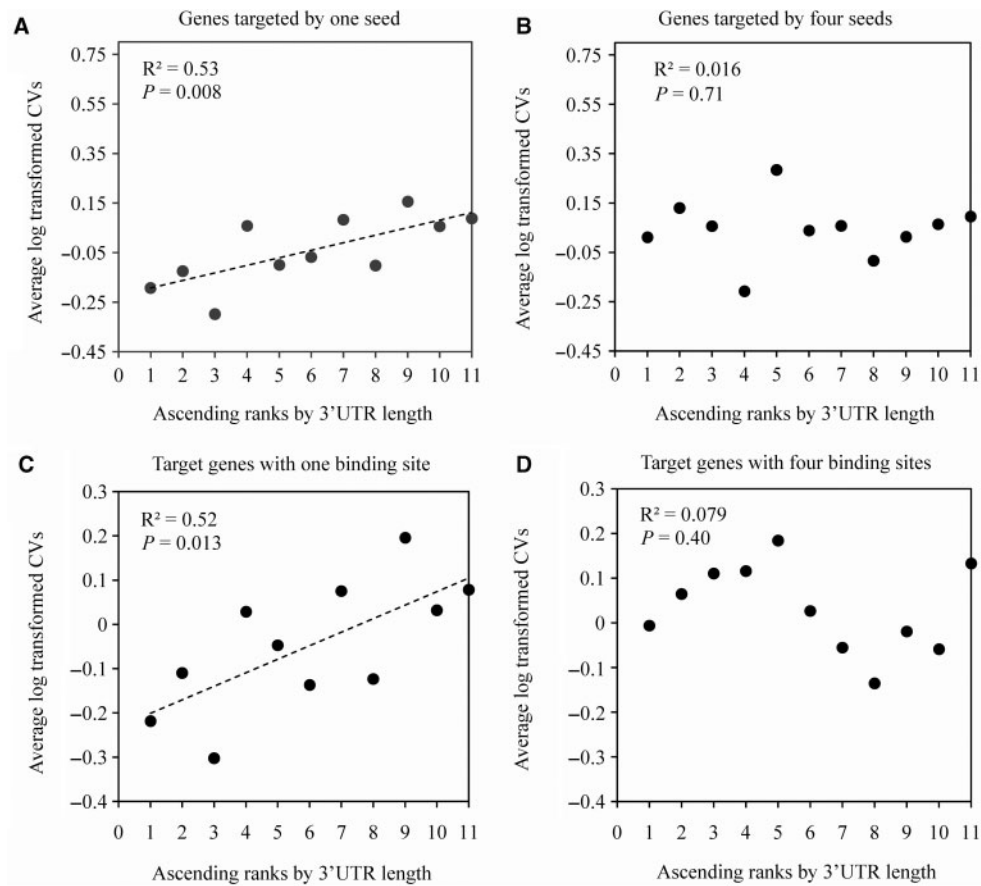 A
Genes targeted by one seed
R² = 0.53
P = 0.008
0.75
0.55
0.35
0.15
−0.05
−0.25
−0.45
Average log transformed CVs
0 1 2 3 4 5 6 7 8 9 10 11
Ascending ranks by 3'UTR length
B
Genes targeted by four seeds
R² = 0.016
P = 0.71
0.75
0.55
0.35
0.15
−0.05
−0.25
−0.45
Average log transformed CVs
0 1 2 3 4 5 6 7 8 9 10 11
Ascending ranks by 3'UTR length
C
Target genes with one binding site
R² = 0.52
P = 0.013
0.3
0.2
0.1
0
−0.1
−0.2
−0.3
−0.4
Average log transformed CVs
0 1 2 3 4 5 6 7 8 9 10 11
Ascending ranks by 3'UTR length
D
Target genes with four binding sites
R² = 0.079
P = 0.40
0.3
0.2
0.1
0
−0.1
−0.2
−0.3
−0.4
Average log transformed CVs
0 1 2 3 4 5 6 7 8 9 10 11
Ascending ranks by 3'UTR length